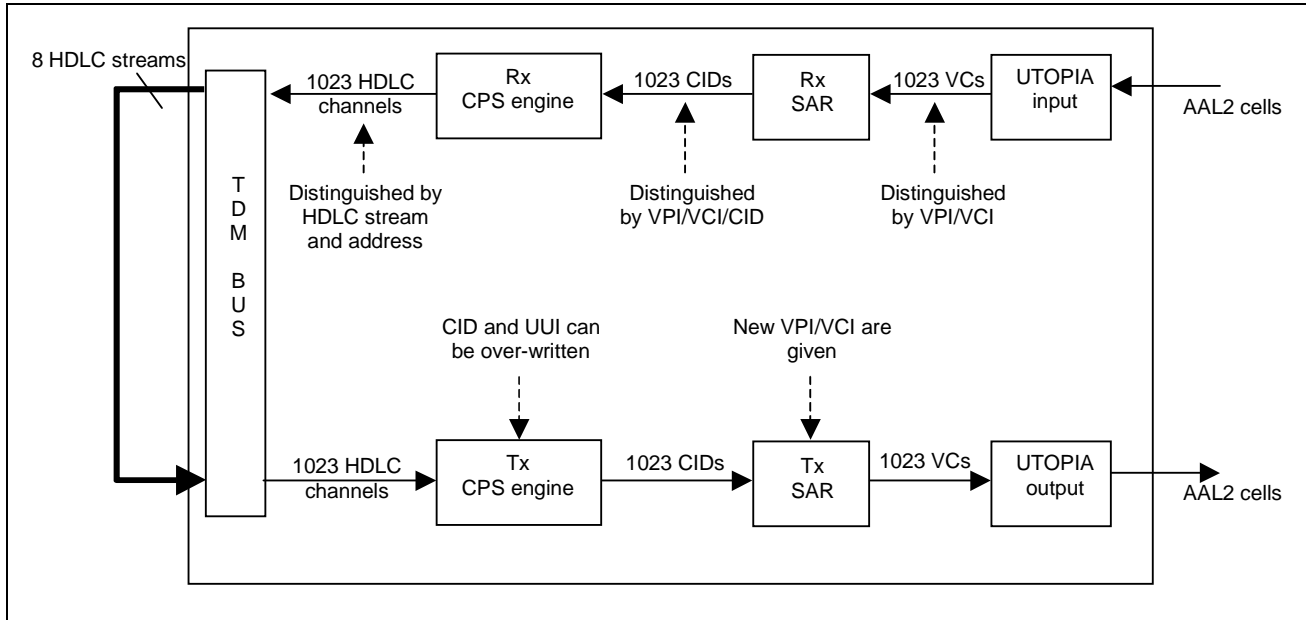 8 HDLC streams
1023 HDLC
channels
Rx
CPS engine
1023 CIDs
Rx
SAR
1023 VCs
UTOPIA
input
AAL2 cells
Distinguished by
HDLC stream
and address
Distinguished
by VPI/VCI/CID
Distinguished
by VPI/VCI
T
D
M
B
U
S
CID and UUI can
be over-written
New VPI/VCI are
given
1023 HDLC
channels
Tx
CPS engine
1023 CIDs
Tx
SAR
1023 VCs
UTOPIA
output
AAL2 cells